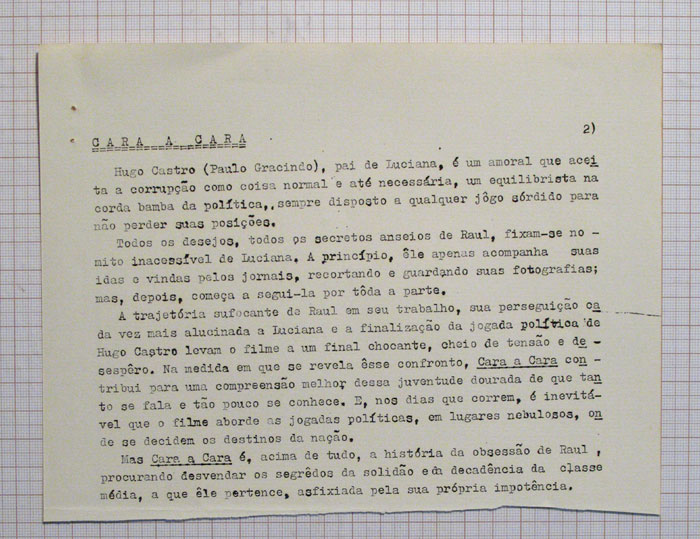 CARA A CARA 2)
Hugo Castro (Paulo Gracindo), pai de Luciana, é um amoral que acei
ta a corrupção como coisa normal e até necessária, um equilibrista na
corda bamba da política, sempre disposto a qualquer jôgo sórdido para
não perder suas posições.
Todos os desejos, todos os secretos anseios de Raul, fixam-se no -
mito inacessível de Luciana. A princípio, êle apenas acompanha suas
idas e vindas pelos jornais, recortando e guardando suas fotografias;
mas, depois, começa a segui-la por tôda a parte.
A trajetória sufocante de Raul em seu trabalho, sua perseguição ca
da vez mais alucinada a Luciana e a finalização da jogada política de
Hugo Castro levam o filme a um final chocante, cheio de tensão e de -
sespêro. Na medida em que se revela êsse confronto, Cara a Cara con -
tribui para uma compreensão melhor dessa juventude dourada de que tan
to se fala e tão pouco se conhece. E, nos dias que correm, é inevitá-
vel que o filme aborde as jogadas políticas, em lugares nebulosos, on
de se decidem os destinos da nação.
Mas Cara a Cara é, acima de tudo, a história da obsessão de Raul ,
procurando desvendar os segrêdos da solidão e da decadência da classe
média, a que êle pertence, asfixiada pela sua própria impotência.